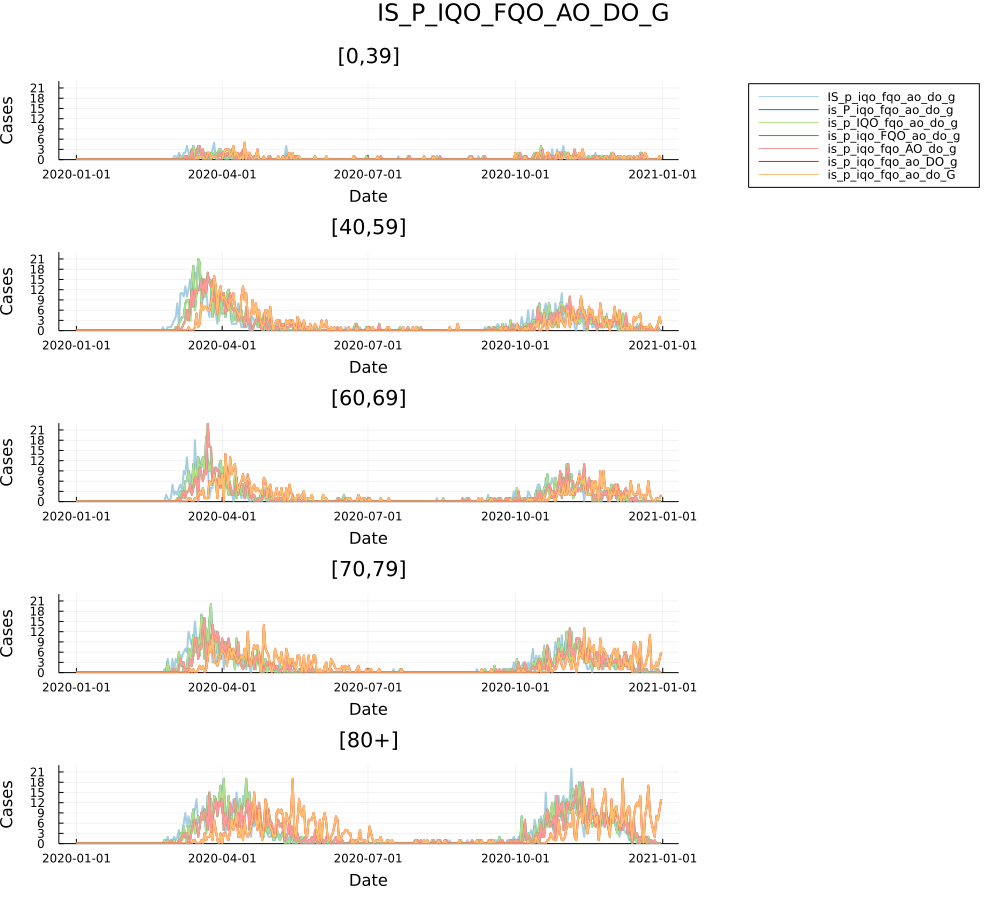 IS_P_IQO_FQO_AO_DO_G
[0,39]
Cases
21
18
15
12
9
6
3
0
2020-01-01 2020-04-01 2020-07-01 2020-10-01 2021-01-01
Date
IS_p_iqo_fqo_ao_do_g
is_P_iqo_fqo_ao_do_g
is_p_IQO_fqo_ao_do_g
is_p_iqo_FQO_ao_do_g
is_p_iqo_fqo_AO_do_g
is_p_iqo_fqo_ao_DO_g
is_p_iqo_fqo_ao_do_G
[40,59]
Cases
21
18
15
12
9
6
3
0
2020-01-01 2020-04-01 2020-07-01 2020-10-01 2021-01-01
Date
[60,69]
Cases
21
18
15
12
9
6
3
0
2020-01-01 2020-04-01 2020-07-01 2020-10-01 2021-01-01
Date
[70,79]
Cases
21
18
15
12
9
6
3
0
2020-01-01 2020-04-01 2020-07-01 2020-10-01 2021-01-01
Date
[80+]
Cases
21
18
15
12
9
6
3
0
2020-01-01 2020-04-01 2020-07-01 2020-10-01 2021-01-01
Date